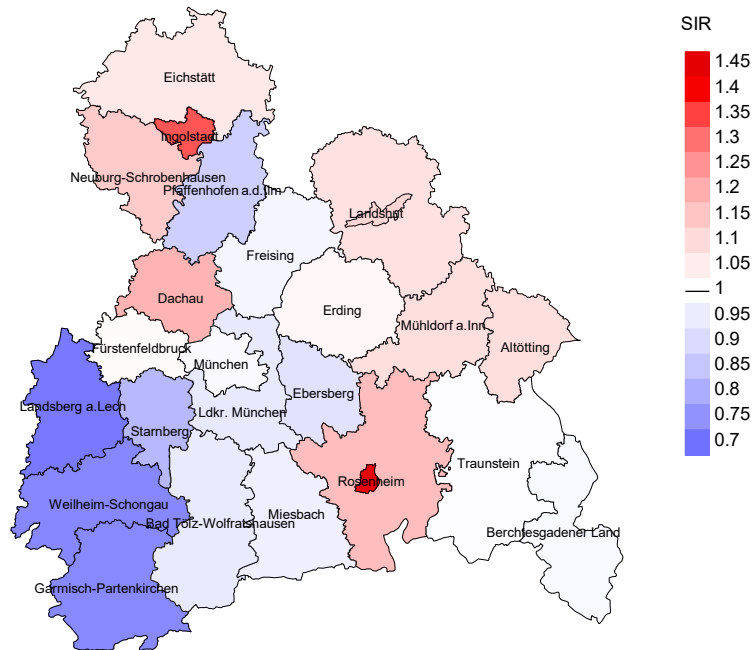 SIR
1.45
1.4
1.35
1.3
1.25
1.2
1.15
1.1
1.05
1
0.95
0.9
0.85
0.8
0.75
0.7
Eichstätt
Ingolstadt
Neuburg-Schrobenhausen
Pfaffenhofen a.d.Ilm
Landshut
Freising
Dachau
Erding
Mühldorf a.Inn
Altötting
Fürstenfeldbruck
München
Ebersberg
Landsberg a.Lech
Ldkr. München
Starnberg
Traunstein
Rosenheim
Weilheim-Schongau
Miesbach
Bad Tölz-Wolfratshausen
Berchtesgadener Land
Garmisch-Partenkirchen